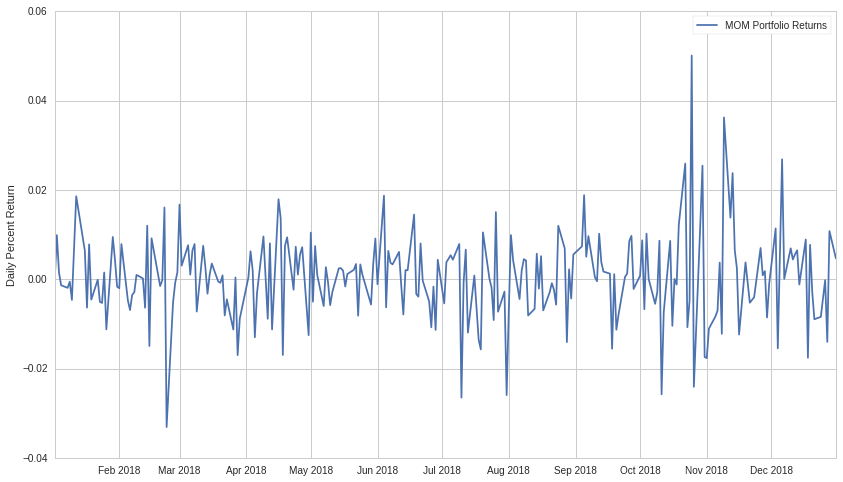 0.06
MOM Portfolio Returns
0.04
0.02
Daily Percent Return
0.00
−0.02
−0.04
Feb 2018 Mar 2018 Apr 2018 May 2018 Jun 2018 Jul 2018 Aug 2018 Sep 2018 Oct 2018 Nov 2018 Dec 2018